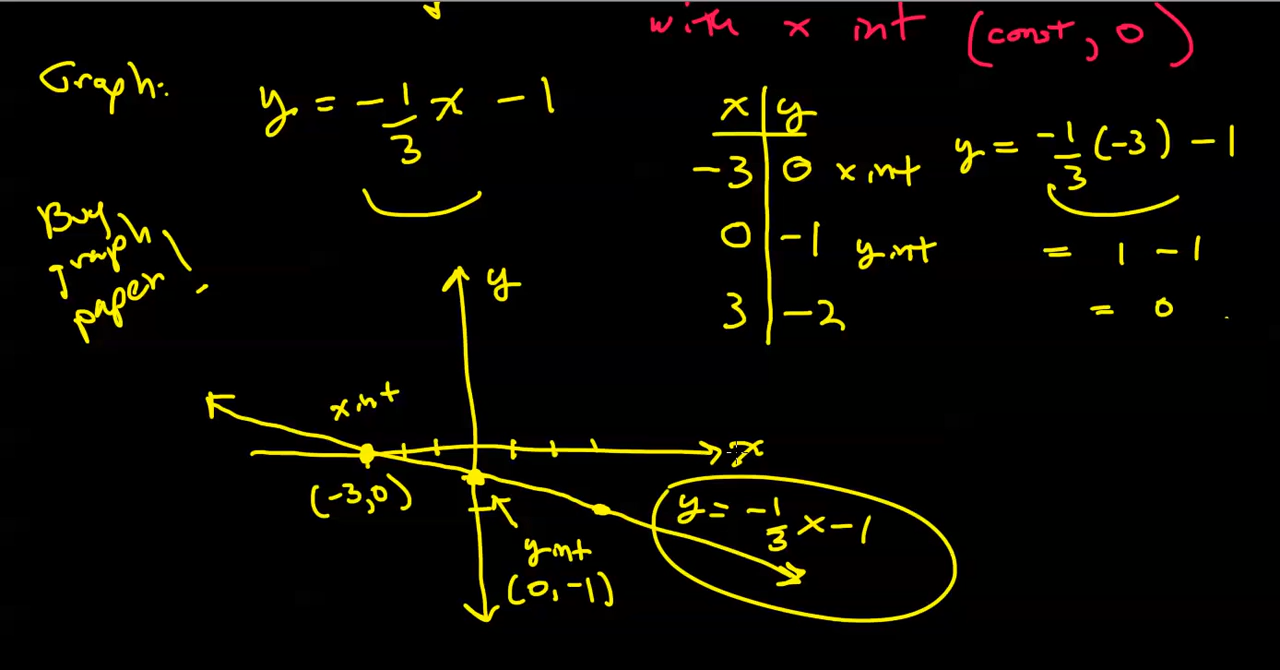 with x int (const, 0)
Graph: y = -1/3 x - 1
Buy graph paper!
x | y
-3 | 0 x int
0 | -1 y int
3 | -2
y = -1/3 (-3) - 1
= 1 - 1
= 0
y
x int
x
(-3,0)
y int
(0,-1)
y = -1/3 x - 1